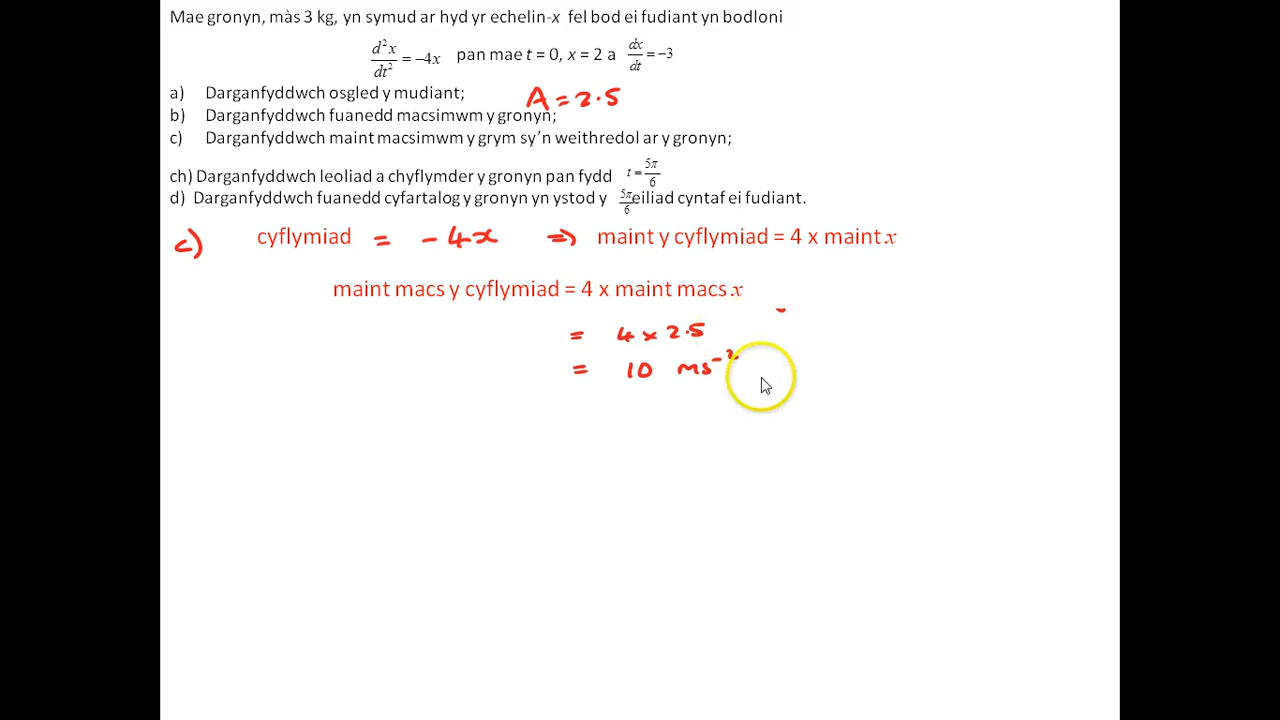 Mae gronyn, màs 3 kg, yn symud ar hyd yr echelin-x fel bod ei fudiant yn bodloni
d²x/dt² = –4x pan mae t = 0, x = 2 a dx/dt = –3
a) Darganfyddwch osgled y mudiant; A = 2.5
b) Darganfyddwch fuanedd macsimwm y gronyn;
c) Darganfyddwch maint macsimwm y grym sy'n weithredol ar y gronyn;
ch) Darganfyddwch leoliad a chyflymder y gronyn pan fydd t = 5π/6
d) Darganfyddwch fuanedd cyfartalog y gronyn yn ystod y 5π/6 eiliad cyntaf ei fudiant.
c) cyflymiad = –4x ⇒ maint y cyflymiad = 4 x maint x
maint macs y cyflymiad = 4 x maint macs x
= 4 x 2.5
= 10 ms⁻²